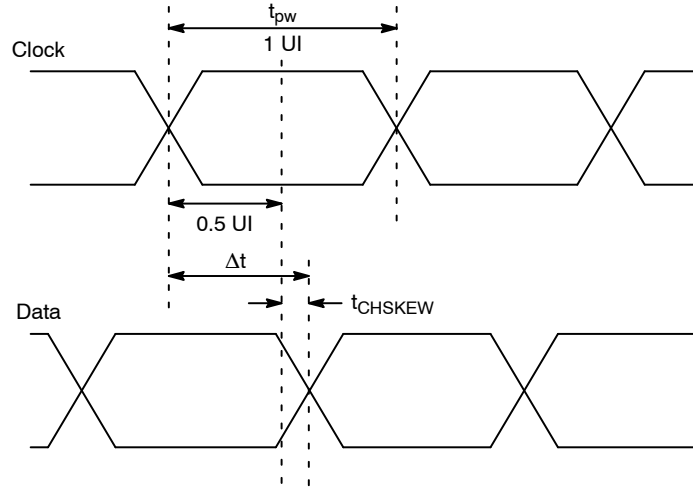 t_pw
1 UI
Clock
0.5 UI
Δt
t_CHSKEW
Data